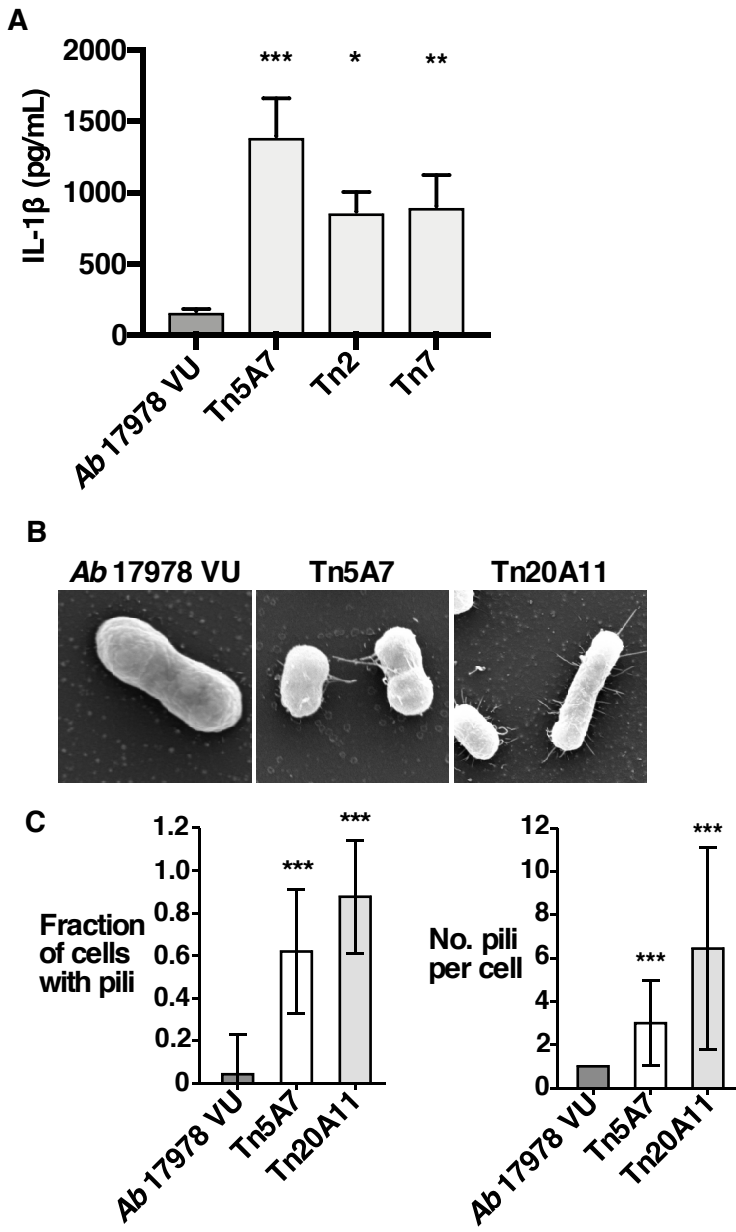 A
IL-1β (pg/mL)
2000
1500
1000
500
0
***
*
**
Ab 17978 VU
Tn5A7
Tn2
Tn7
B
Ab 17978 VU
Tn5A7
Tn20A11
C
Fraction
of cells
with pili
1.2
1.0
0.8
0.6
0.4
0.2
0
***
***
Ab 17978 VU
Tn5A7
Tn20A11
No. pili
per cell
12
10
8
6
4
2
0
***
***
Ab 17978 VU
Tn5A7
Tn20A11